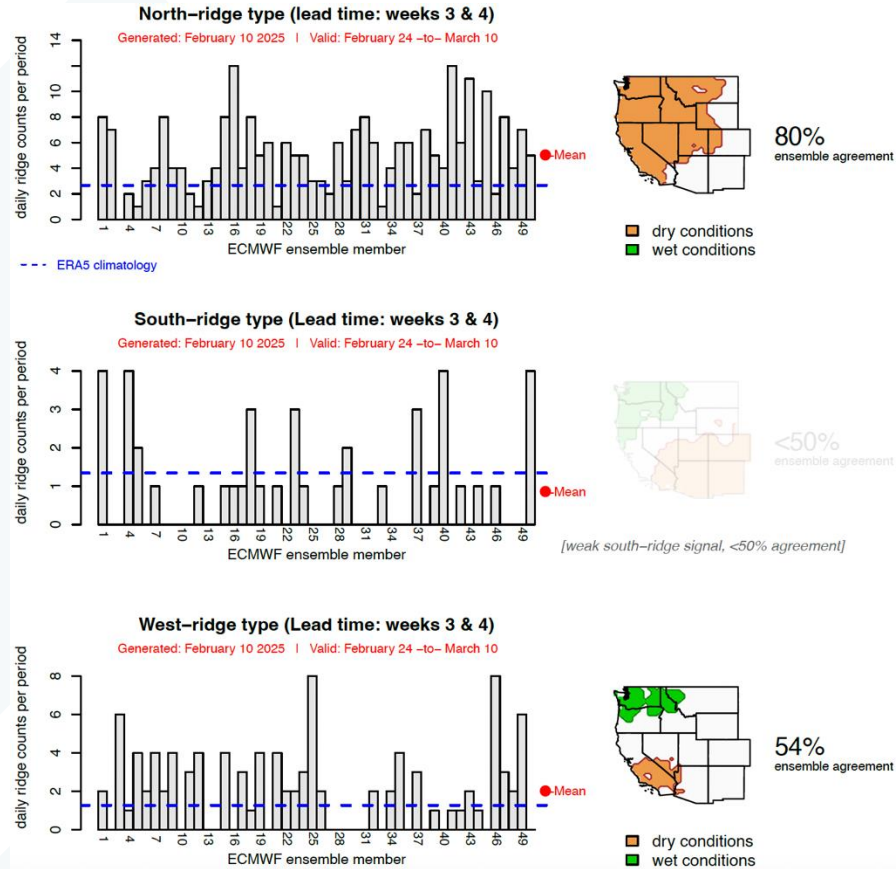 North-ridge type (lead time: weeks 3 & 4)
Generated: February 10 2025 | Valid: February 24 -to- March 10
daily ridge counts per period
14
10
8
6
4
2
0
Mean
1 4 7 10 13 16 19 22 25 28 31 34 37 40 43 46 49
ECMWF ensemble member
ERA5 climatology
80%
ensemble agreement
dry conditions
wet conditions
South-ridge type (Lead time: weeks 3 & 4)
Generated: February 10 2025 | Valid: February 24 -to- March 10
daily ridge counts per period
4
3
2
1
0
Mean
1 4 7 10 13 16 19 22 25 28 31 34 37 40 43 46 49
ECMWF ensemble member
<50%
ensemble agreement
[weak south-ridge signal, <50% agreement]
West-ridge type (Lead time: weeks 3 & 4)
Generated: February 10 2025 | Valid: February 24 -to- March 10
daily ridge counts per period
8
6
4
2
0
Mean
1 4 7 10 13 16 19 22 25 28 31 34 37 40 43 46 49
ECMWF ensemble member
54%
ensemble agreement
dry conditions
wet conditions